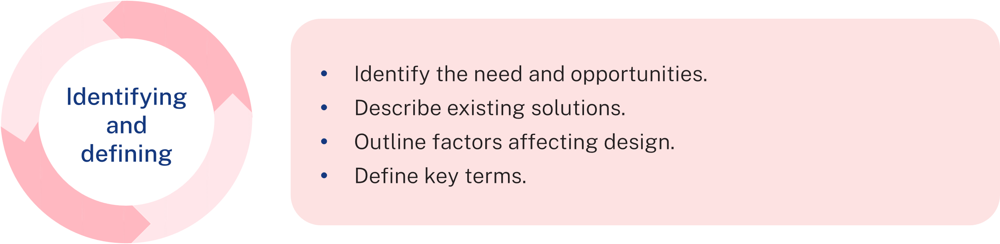 Identifying
and
defining
Identify the need and opportunities.
Describe existing solutions.
Outline factors affecting design.
Define key terms.